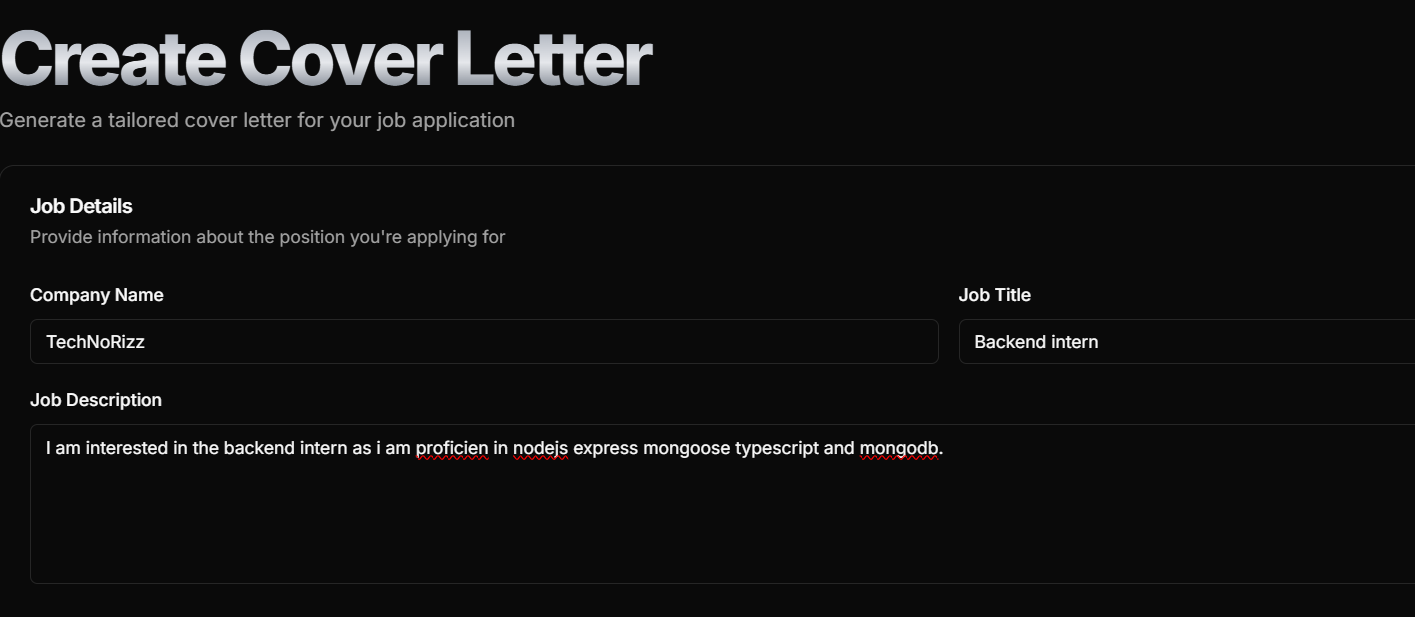 Create Cover Letter
Generate a tailored cover letter for your job application
Job Details
Provide information about the position you're applying for
Company Name
Job Title
TechNoRizz
Backend intern
Job Description
I am interested in the backend intern as i am proficien in nodejs express mongoose typescript and mongodb.